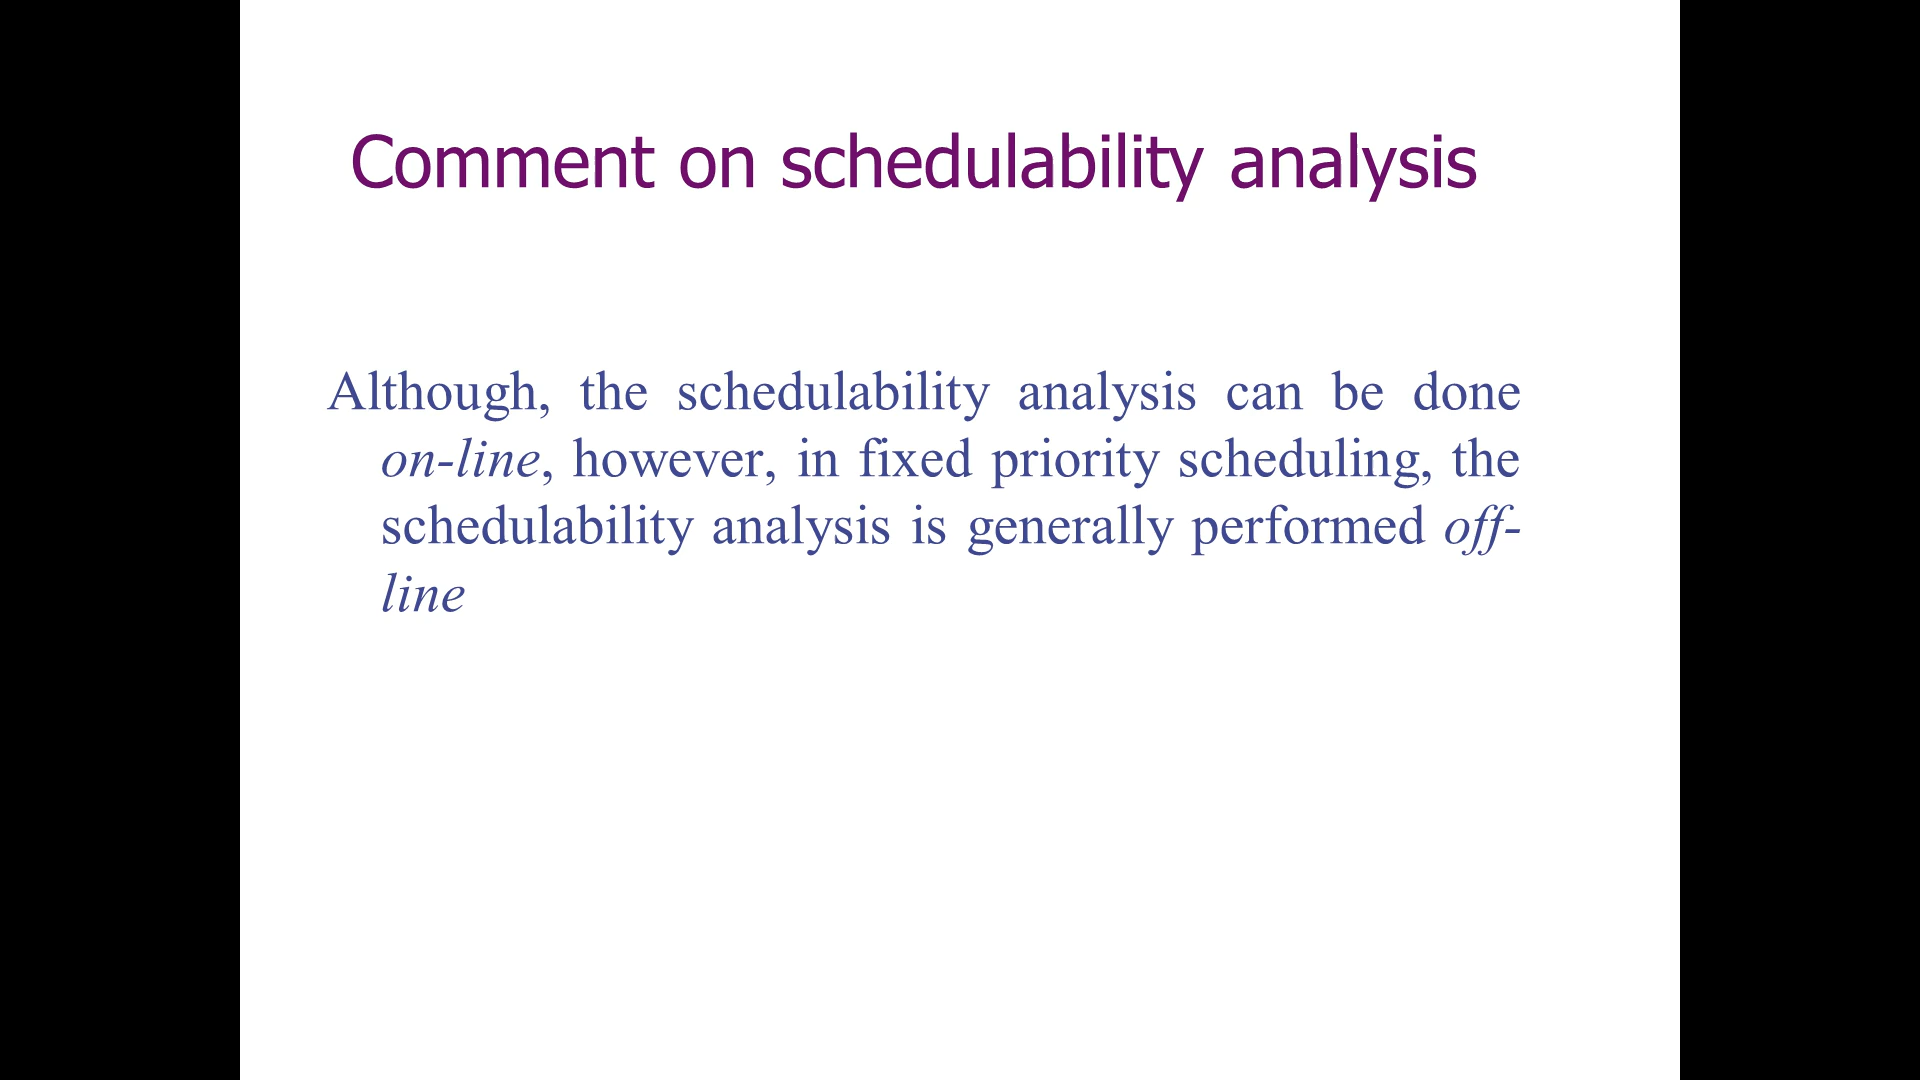 Comment on schedulability analysis
Although, the schedulability analysis can be done
on-line, however, in fixed priority scheduling, the
schedulability analysis is generally performed off-
line